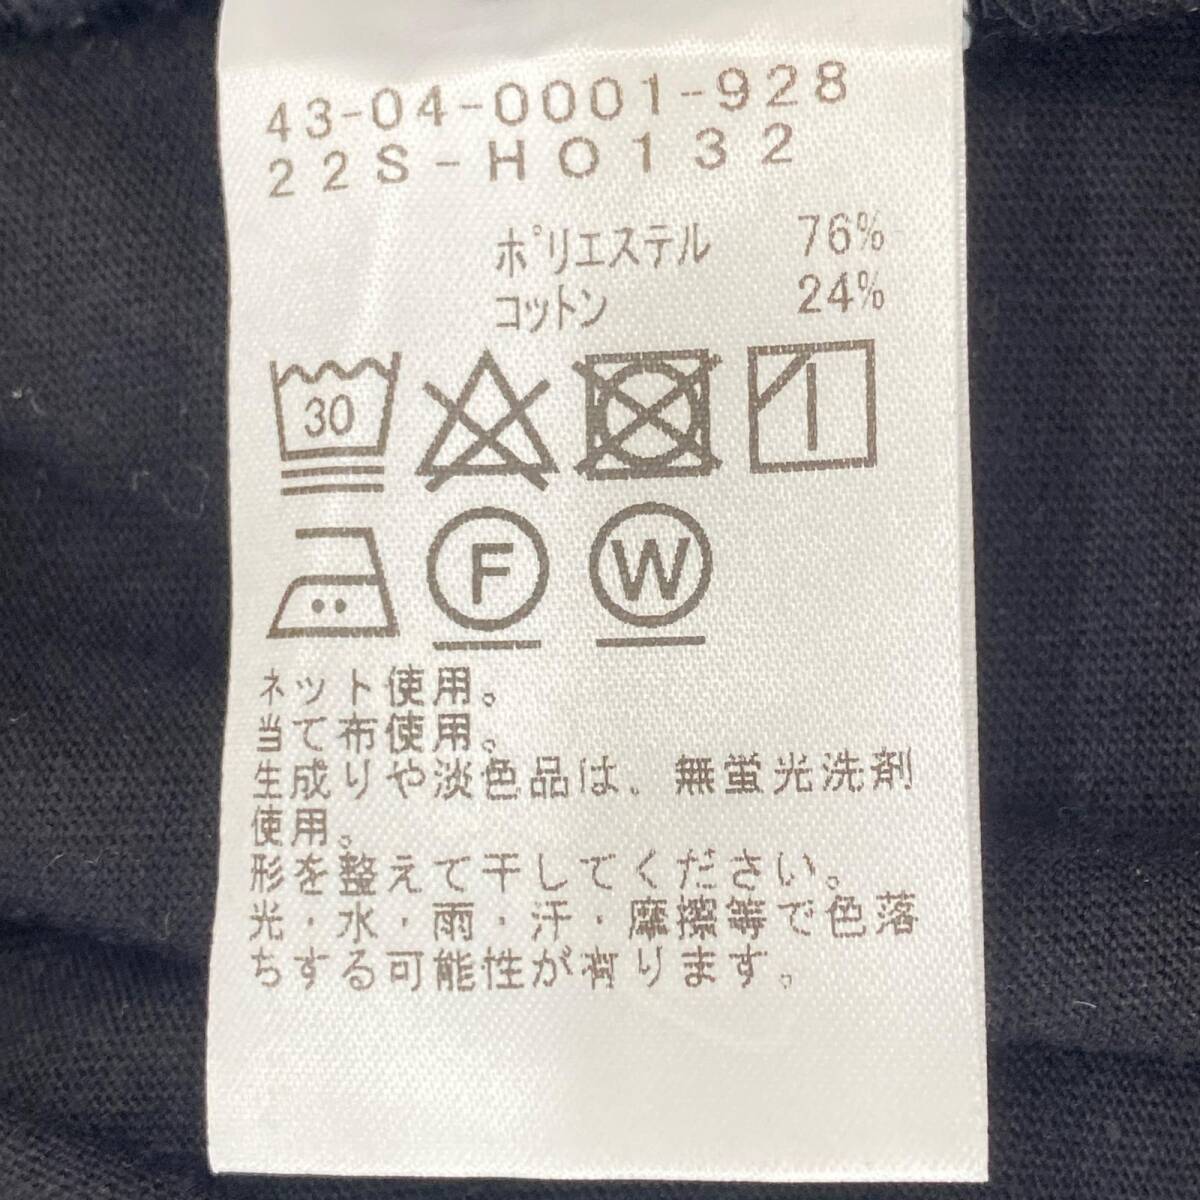 43-04-0001-928
22S-H0132
ポリエステル 76%
コットン 24%
30
F W
ネット使用。
当て布使用。
生成りや淡色品は、無蛍光洗剤
使用。
形を整えて干してください。
光・水・雨・汗・摩擦等で色落
ちする可能性が有ります。